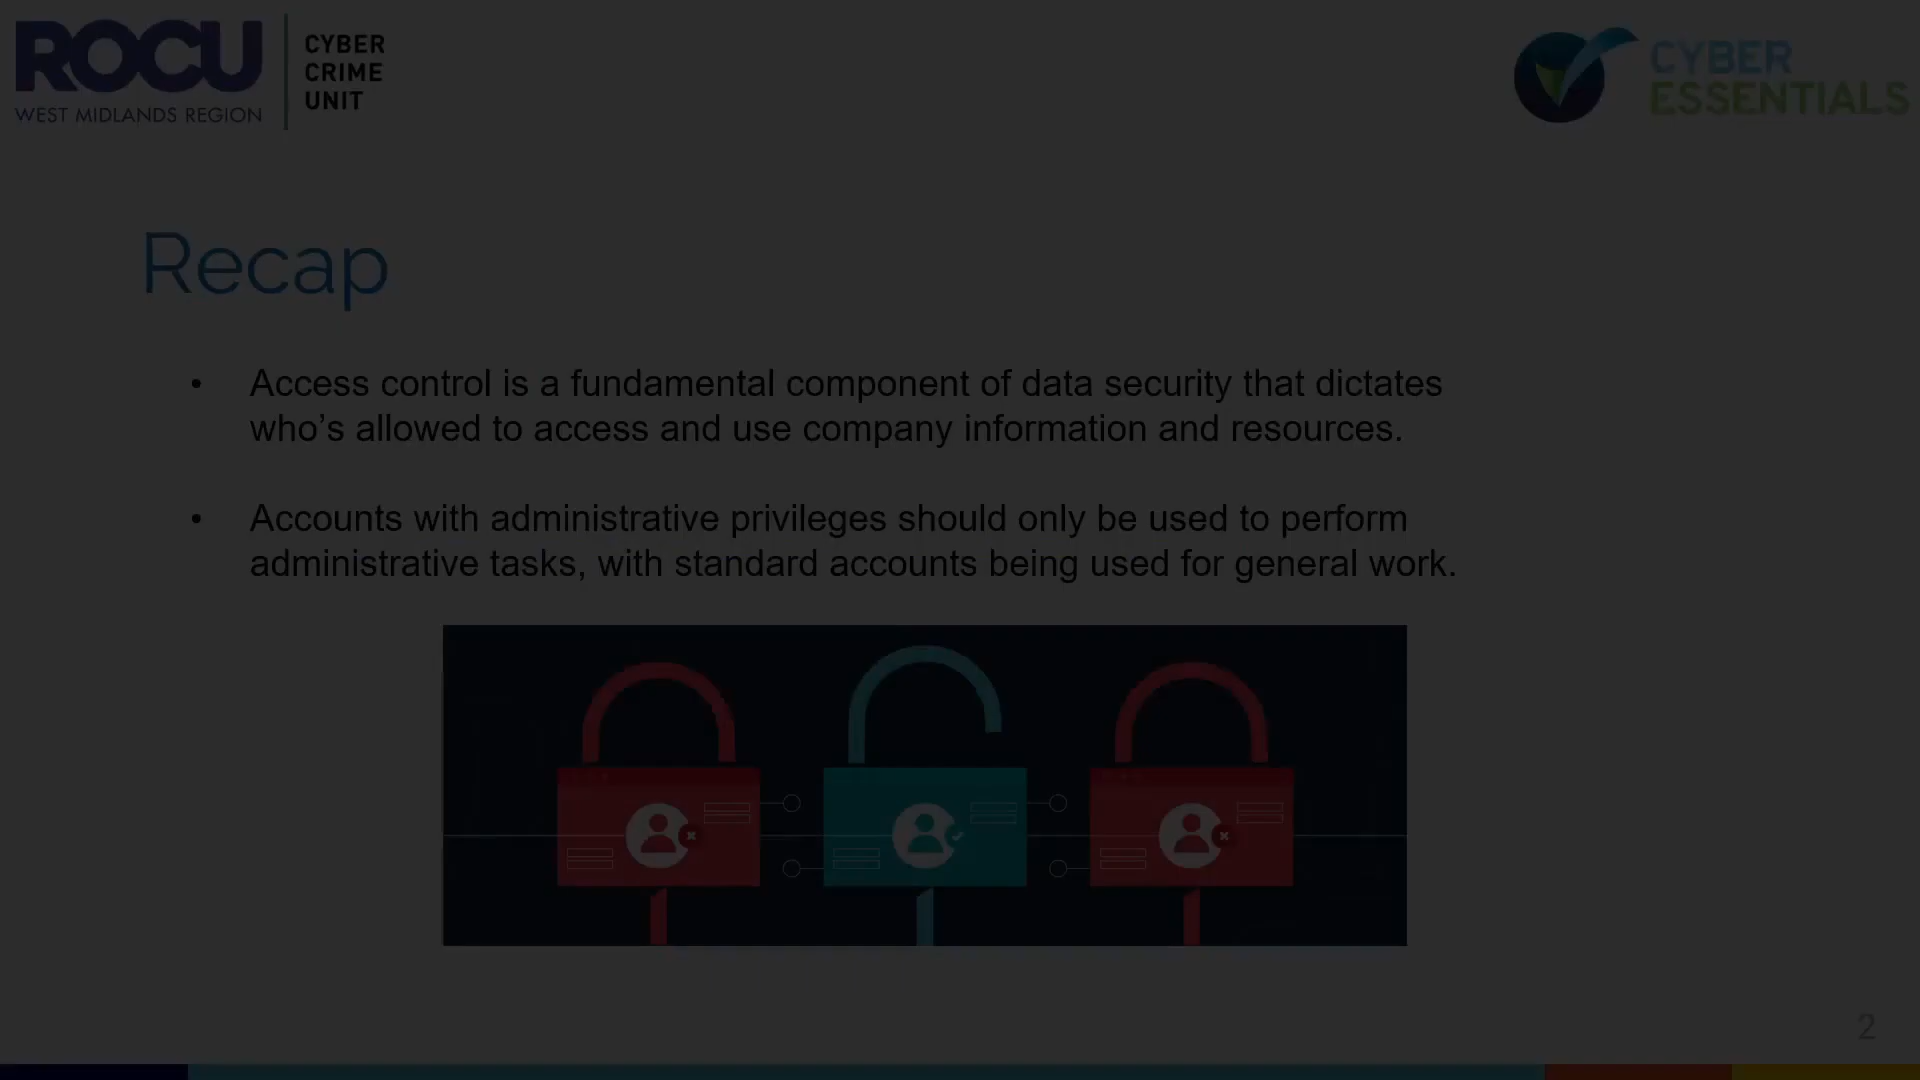 ROCU
WEST MIDLANDS REGION
CYBER
CRIME
UNIT
CYBER
ESSENTIALS
Recap
• Access control is a fundamental component of data security that dictates
who’s allowed to access and use company information and resources.
• Accounts with administrative privileges should only be used to perform
administrative tasks, with standard accounts being used for general work.
2